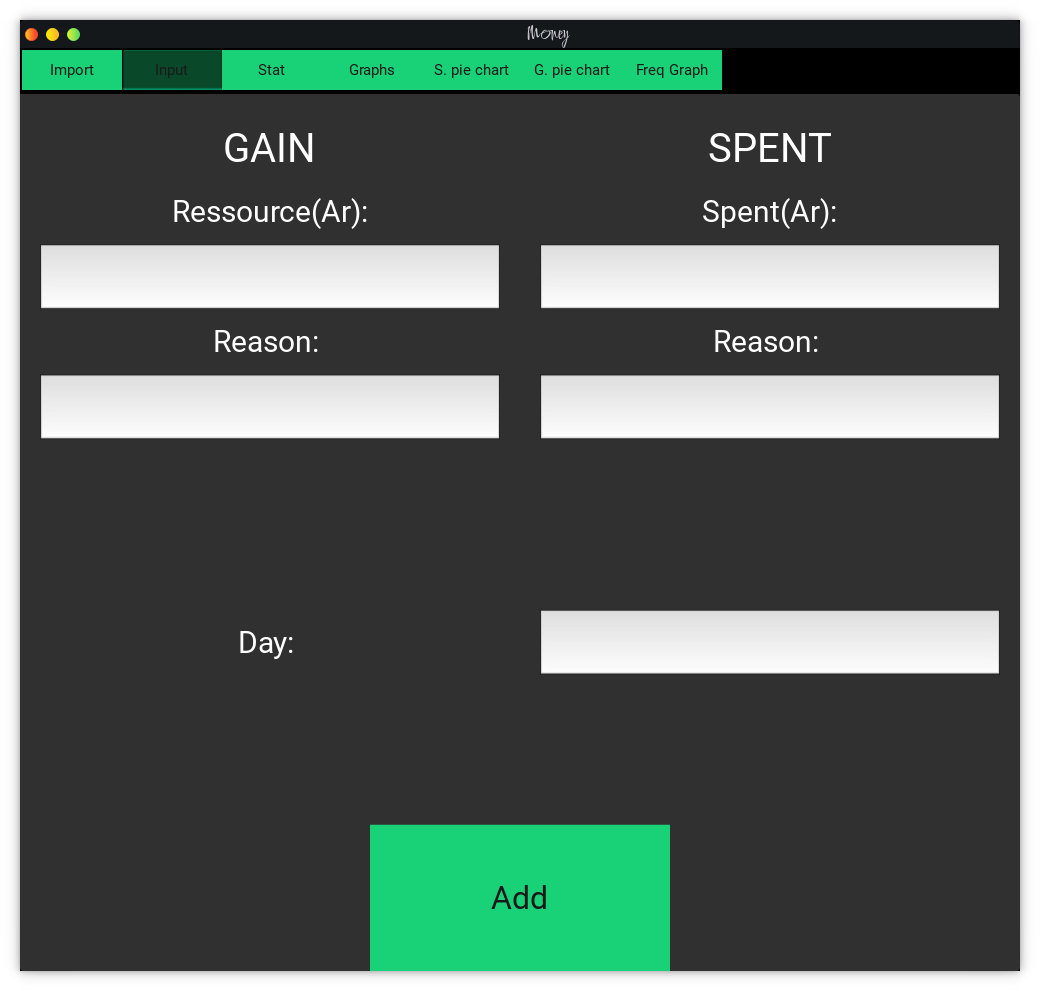 Money
Import Input Stat Graphs S. pie chart G. pie chart Freq Graph
GAIN SPENT
Ressource(Ar): Spent(Ar):
Reason: Reason:
Day:
Add